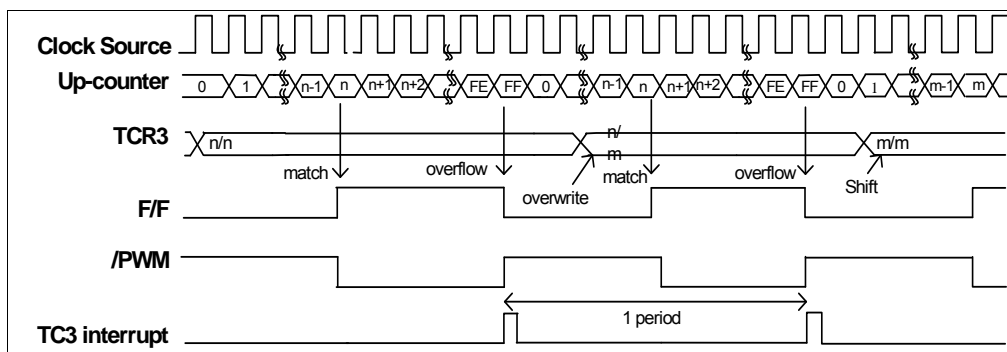 Clock Source
Up-counter
0 1 n-1 n n+1 n+2 FE FF 0 n-1 n n+1 n+2 FE FF 0 1 m-1 m
TCR3
n/n
n/
m
m/m
match
overflow
overwrite
match
overflow
Shift
F/F
/PWM
1 period
TC3 interrupt